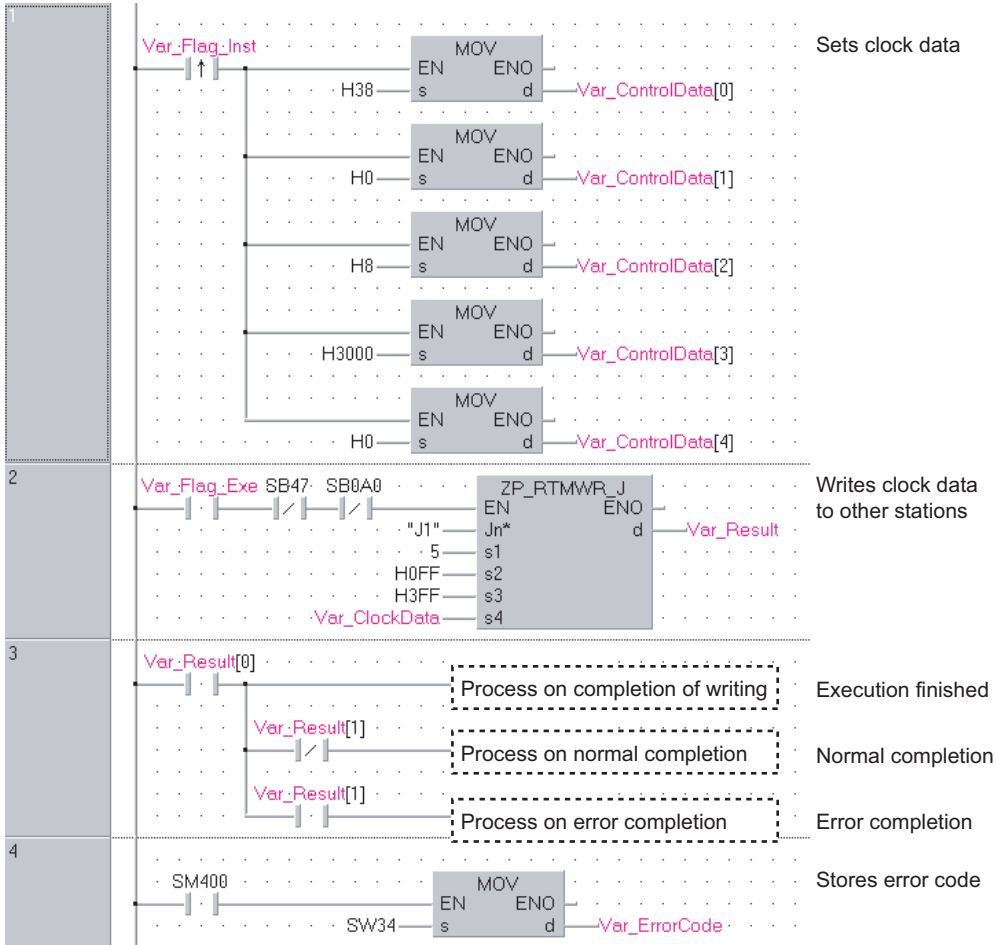 1
Var_Flag_Inst
MOV
Sets clock data
EN ENO
H38 s d Var_ControlData[0]
MOV
EN ENO
H0 s d Var_ControlData[1]
MOV
EN ENO
H8 s d Var_ControlData[2]
MOV
EN ENO
H3000 s d Var_ControlData[3]
MOV
EN ENO
H0 s d Var_ControlData[4]
2
Var_Flag_Exe SB47 SB0A0 ZP_RTMWR_J
Writes clock data
to other stations
EN ENO
"J1" Jn* d Var_Result
5 s1
H0FF s2
H3FF s3
Var_ClockData s4
3
Var_Result[0]
Process on completion of writing
Execution finished
Var_Result[1]
Process on normal completion
Normal completion
Var_Result[1]
Process on error completion
Error completion
4
SM400 MOV
Stores error code
EN ENO
SW34 s d Var_ErrorCode